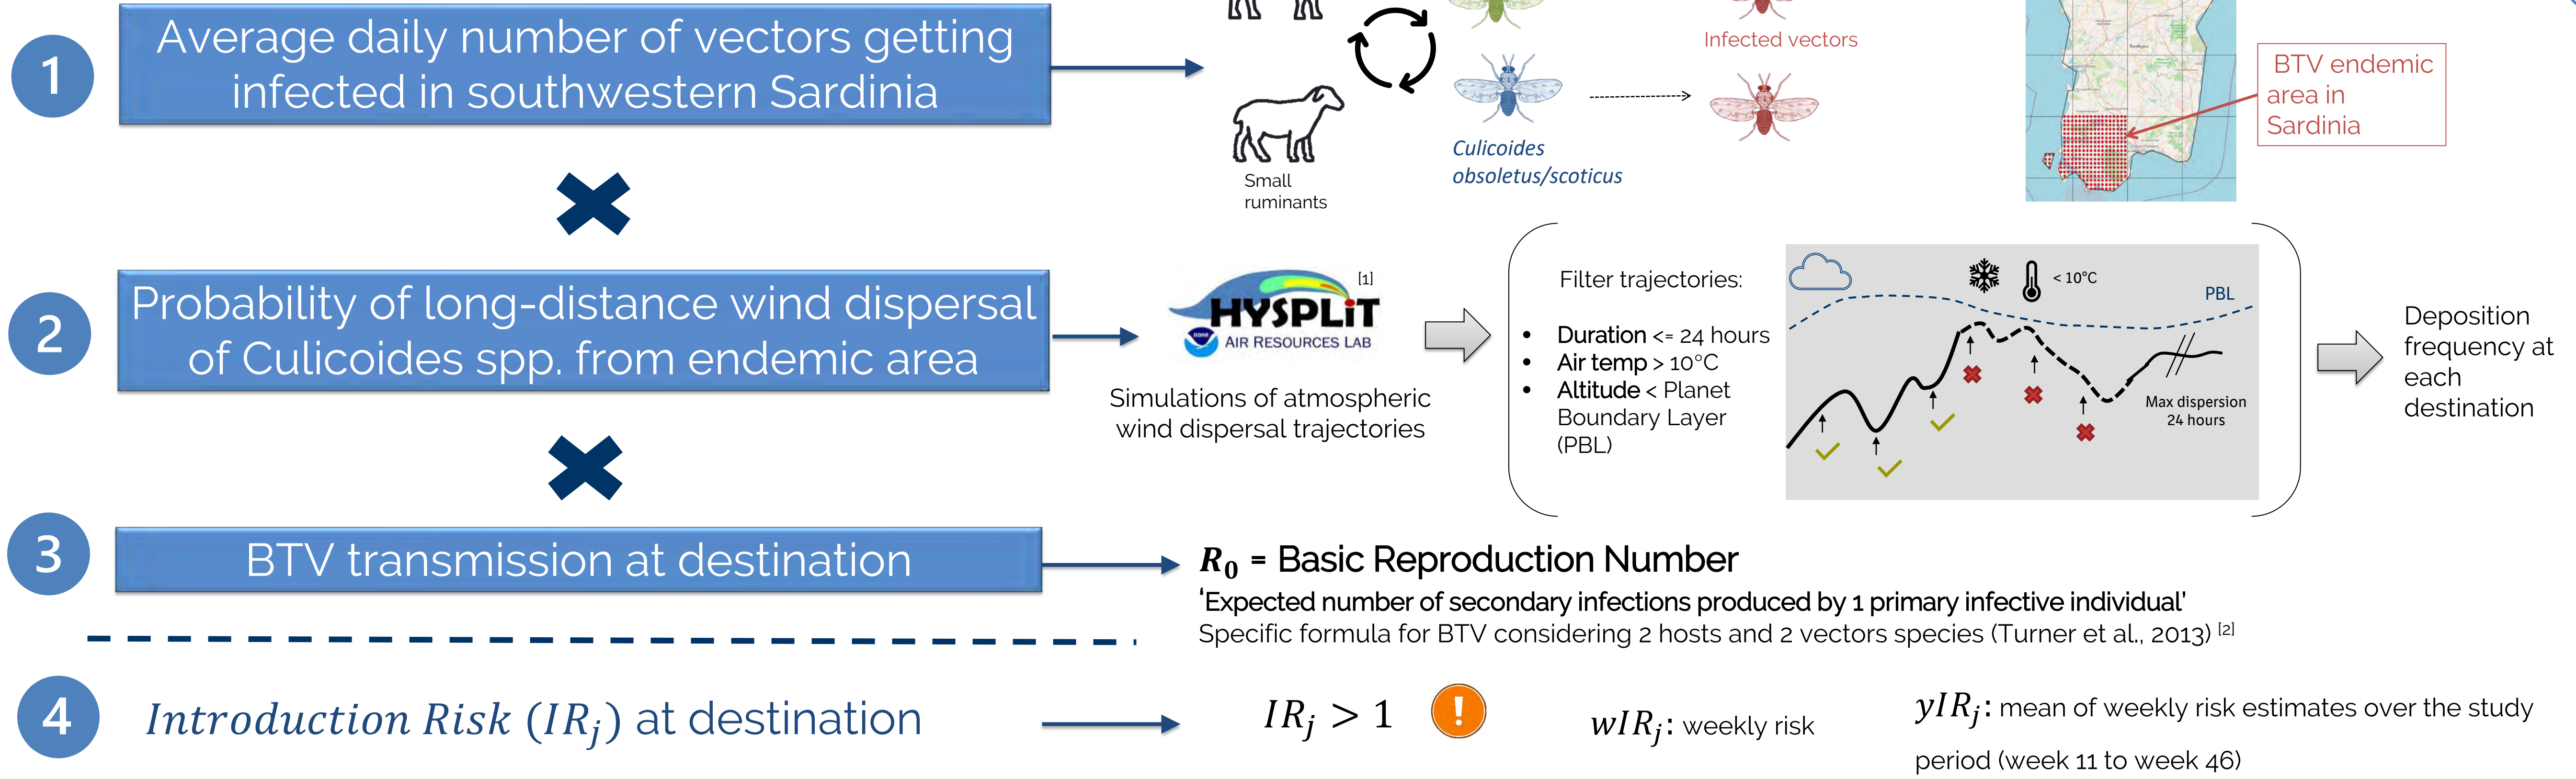 1
Average daily number of vectors getting
infected in southwestern Sardinia
Infected vectors
Culicoides
obsoletus/scoticus
Small
ruminants
BTV endemic
area in
Sardinia
2
Probability of long-distance wind dispersal
of Culicoides spp. from endemic area
HYSPLiT
[1]
NOAA
AIR RESOURCES LAB
Simulations of atmospheric
wind dispersal trajectories
Filter trajectories:
• Duration <= 24 hours
• Air temp > 10°C
• Altitude < Planet
Boundary Layer
(PBL)
< 10°C
PBL
Max dispersion
24 hours
Deposition
frequency at
each
destination
3
BTV transmission at destination
R₀ = Basic Reproduction Number
‘Expected number of secondary infections produced by 1 primary infective individual’
Specific formula for BTV considering 2 hosts and 2 vectors species (Turner et al., 2013) [2]
4
Introduction Risk (IRⱼ) at destination
IRⱼ > 1
!
wIRⱼ: weekly risk
yIRⱼ: mean of weekly risk estimates over the study
period (week 11 to week 46)